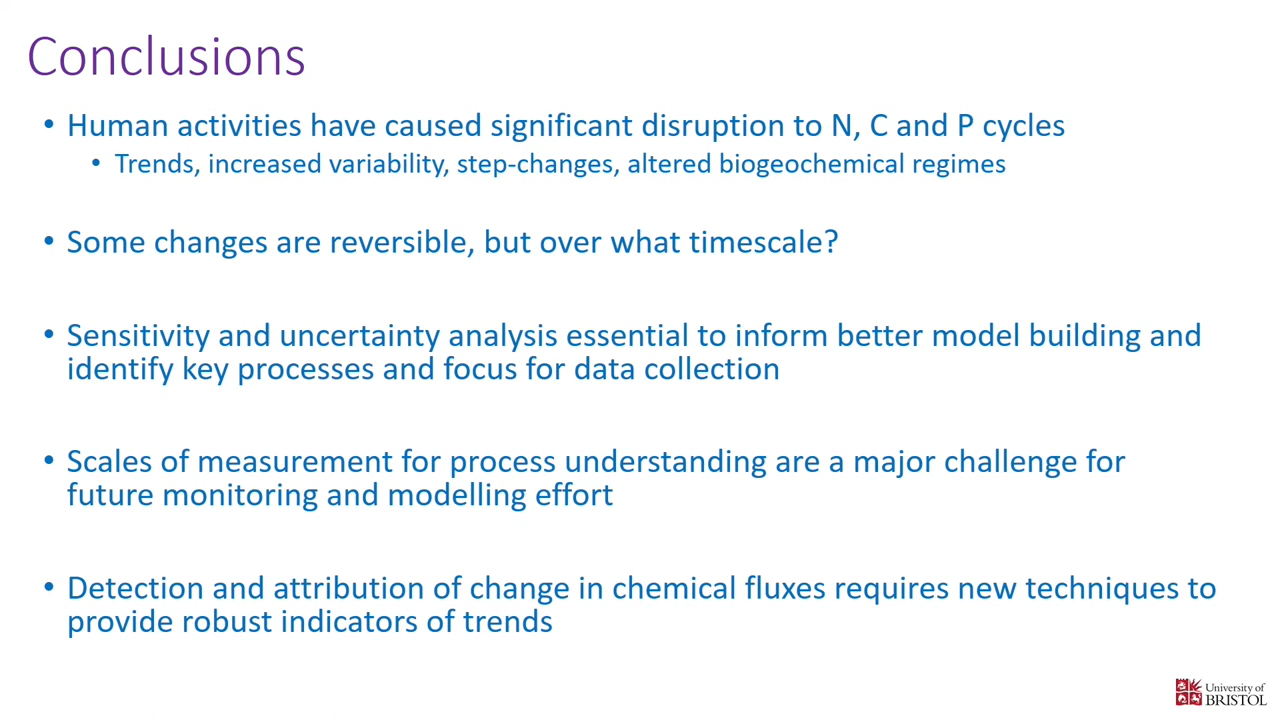 Conclusions
• Human activities have caused significant disruption to N, C and P cycles
• Trends, increased variability, step-changes, altered biogeochemical regimes
• Some changes are reversible, but over what timescale?
• Sensitivity and uncertainty analysis essential to inform better model building and
identify key processes and focus for data collection
• Scales of measurement for process understanding are a major challenge for
future monitoring and modelling effort
• Detection and attribution of change in chemical fluxes requires new techniques to
provide robust indicators of trends
University of
BRISTOL